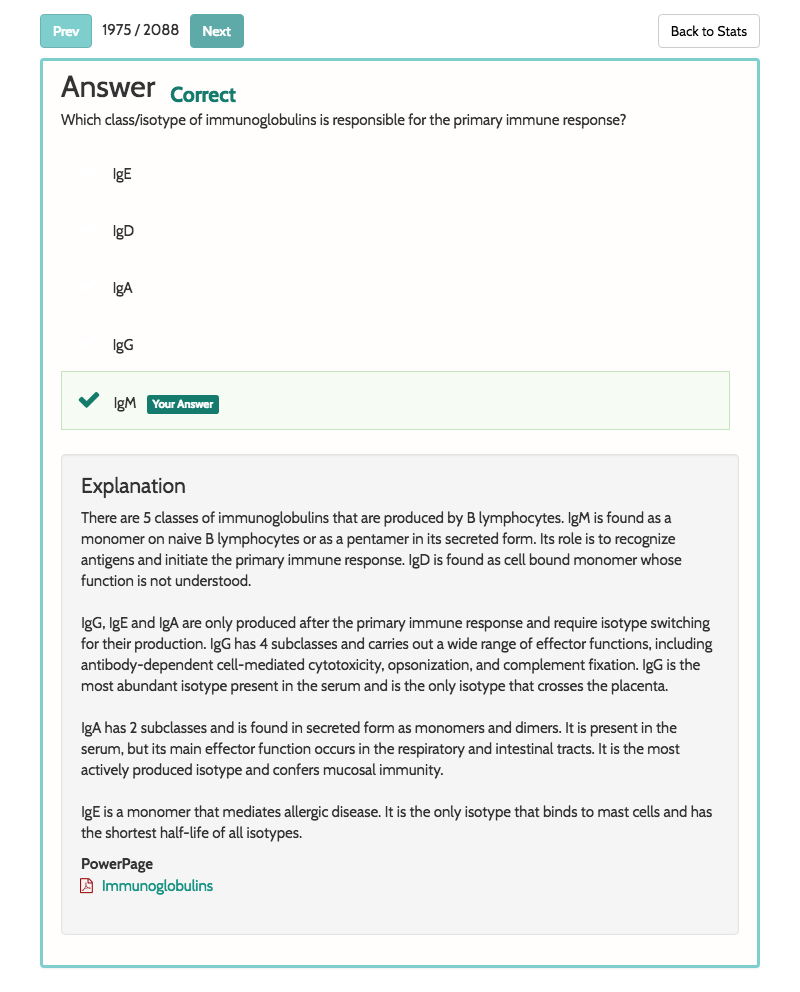 Prev 1975 / 2088 Next Back to Stats
Answer Correct
Which class/isotype of immunoglobulins is responsible for the primary immune response?
IgE
IgD
IgA
IgG
IgM Your Answer
Explanation
There are 5 classes of immunoglobulins that are produced by B lymphocytes. IgM is found as a
monomer on naive B lymphocytes or as a pentamer in its secreted form. Its role is to recognize
antigens and initiate the primary immune response. IgD is found as cell bound monomer whose
function is not understood.
IgG, IgE and IgA are only produced after the primary immune response and require isotype switching
for their production. IgG has 4 subclasses and carries out a wide range of effector functions, including
antibody-dependent cell-mediated cytotoxicity, opsonization, and complement fixation. IgG is the
most abundant isotype present in the serum and is the only isotype that crosses the placenta.
IgA has 2 subclasses and is found in secreted form as monomers and dimers. It is present in the
serum, but its main effector function occurs in the respiratory and intestinal tracts. It is the most
actively produced isotype and confers mucosal immunity.
IgE is a monomer that mediates allergic disease. It is the only isotype that binds to mast cells and has
the shortest half-life of all isotypes.
PowerPage
Immunoglobulins